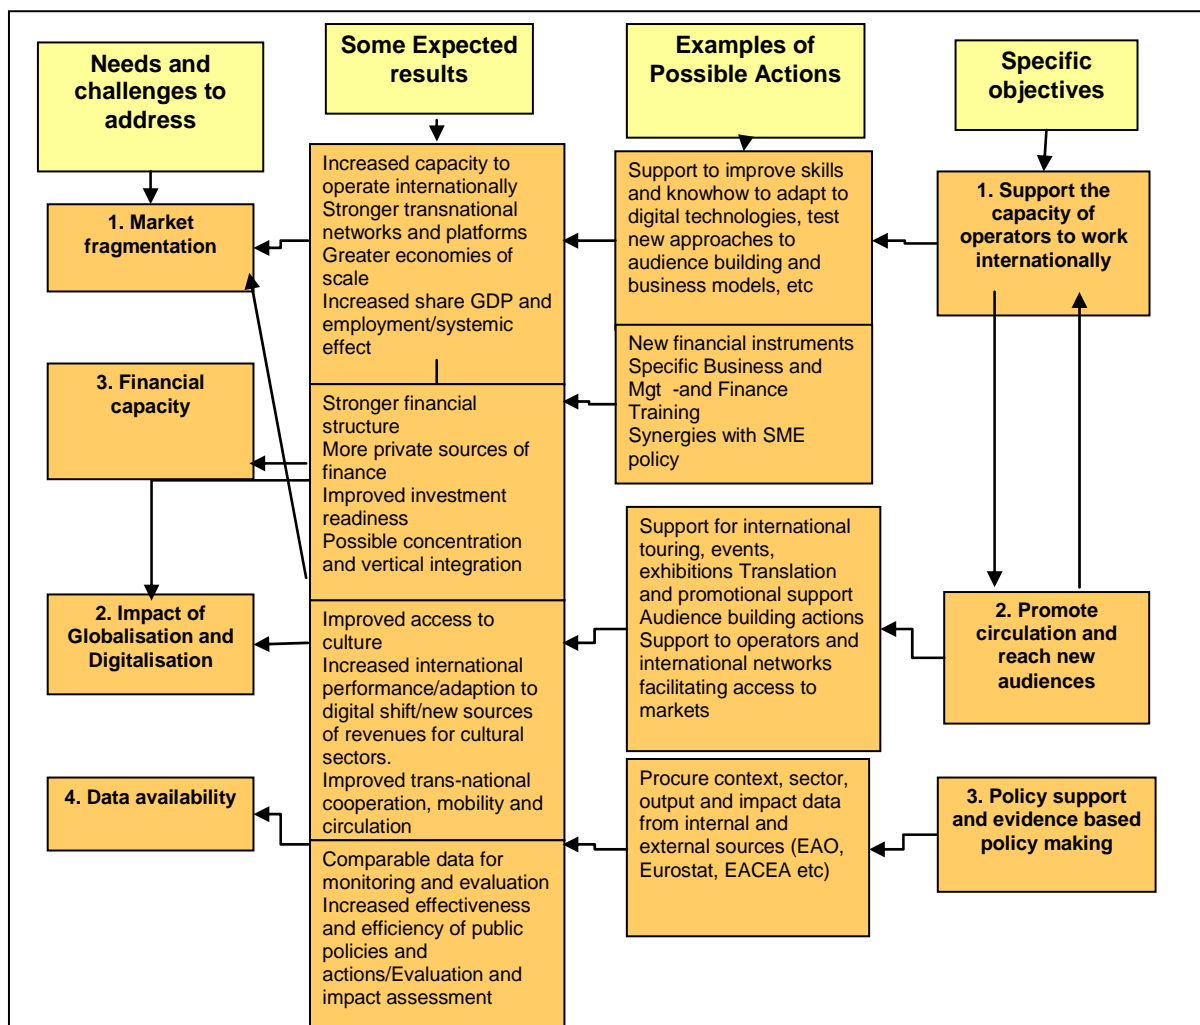 Needs and
challenges to
address
Some Expected
results
Examples of
Possible Actions
Specific
objectives
1. Market
fragmentation
3. Financial
capacity
2. Impact of
Globalisation and
Digitalisation
4. Data availability
Increased capacity to
operate internationally
Stronger transnational
networks and platforms
Greater economies of
scale
Increased share GDP and
employment/systemic
effect
Stronger financial
structure
More private sources of
finance
Improved investment
readiness
Possible concentration
and vertical integration
Improved access to
culture
Increased international
performance/adaption to
digital shift/new sources
of revenues for cultural
sectors.
Improved trans-national
cooperation, mobility and
circulation
Comparable data for
monitoring and evaluation
Increased effectiveness
and efficiency of public
policies and
actions/Evaluation and
impact assessment
Support to improve skills
and knowhow to adapt to
digital technologies, test
new approaches to
audience building and
business models, etc
New financial instruments
Specific Business and
Mgt -and Finance
Training
Synergies with SME
policy
Support for international
touring, events,
exhibitions Translation
and promotional support
Audience building actions
Support to operators and
international networks
facilitating access to
markets
Procure context, sector,
output and impact data
from internal and
external sources (EAO,
Eurostat, EACEA etc)
1. Support the
capacity of
operators to work
internationally
2. Promote
circulation and
reach new
audiences
3. Policy support
and evidence based
policy making